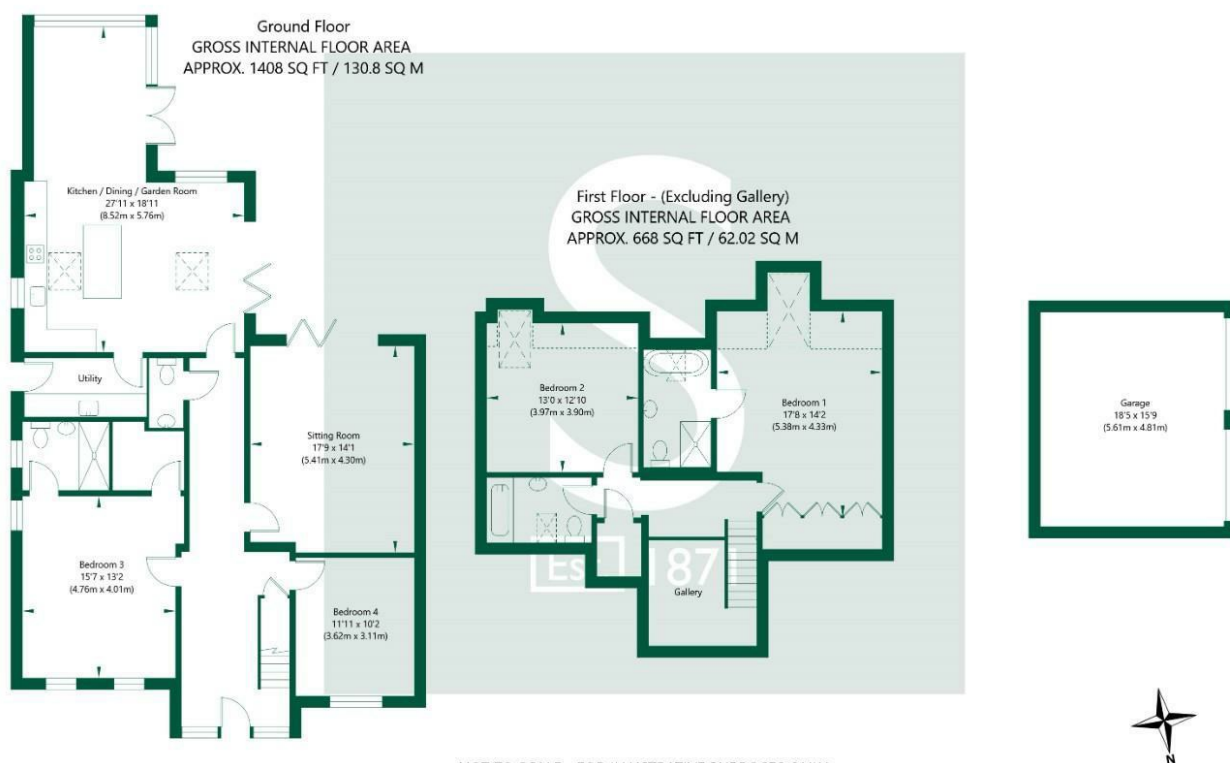 Ground Floor
GROSS INTERNAL FLOOR AREA
APPROX. 1408 SQ FT / 130.8 SQ M
Kitchen / Dining / Garden Room
27'11 x 18'11
(8.52m x 5.76m)
Utility
Sitting Room
17'9 x 14'1
(5.41m x 4.30m)
Bedroom 3
15'7 x 13'2
(4.76m x 4.01m)
Bedroom 4
11'11 x 10'2
(3.62m x 3.11m)
First Floor - (Excluding Gallery)
GROSS INTERNAL FLOOR AREA
APPROX. 668 SQ FT / 62.02 SQ M
Bedroom 2
13'0 x 12'10
(3.97m x 3.90m)
Bedroom 1
17'8 x 14'2
(5.38m x 4.33m)
Gallery
S
Est 1871
Garage
18'5 x 15'9
(5.61m x 4.81m)
N